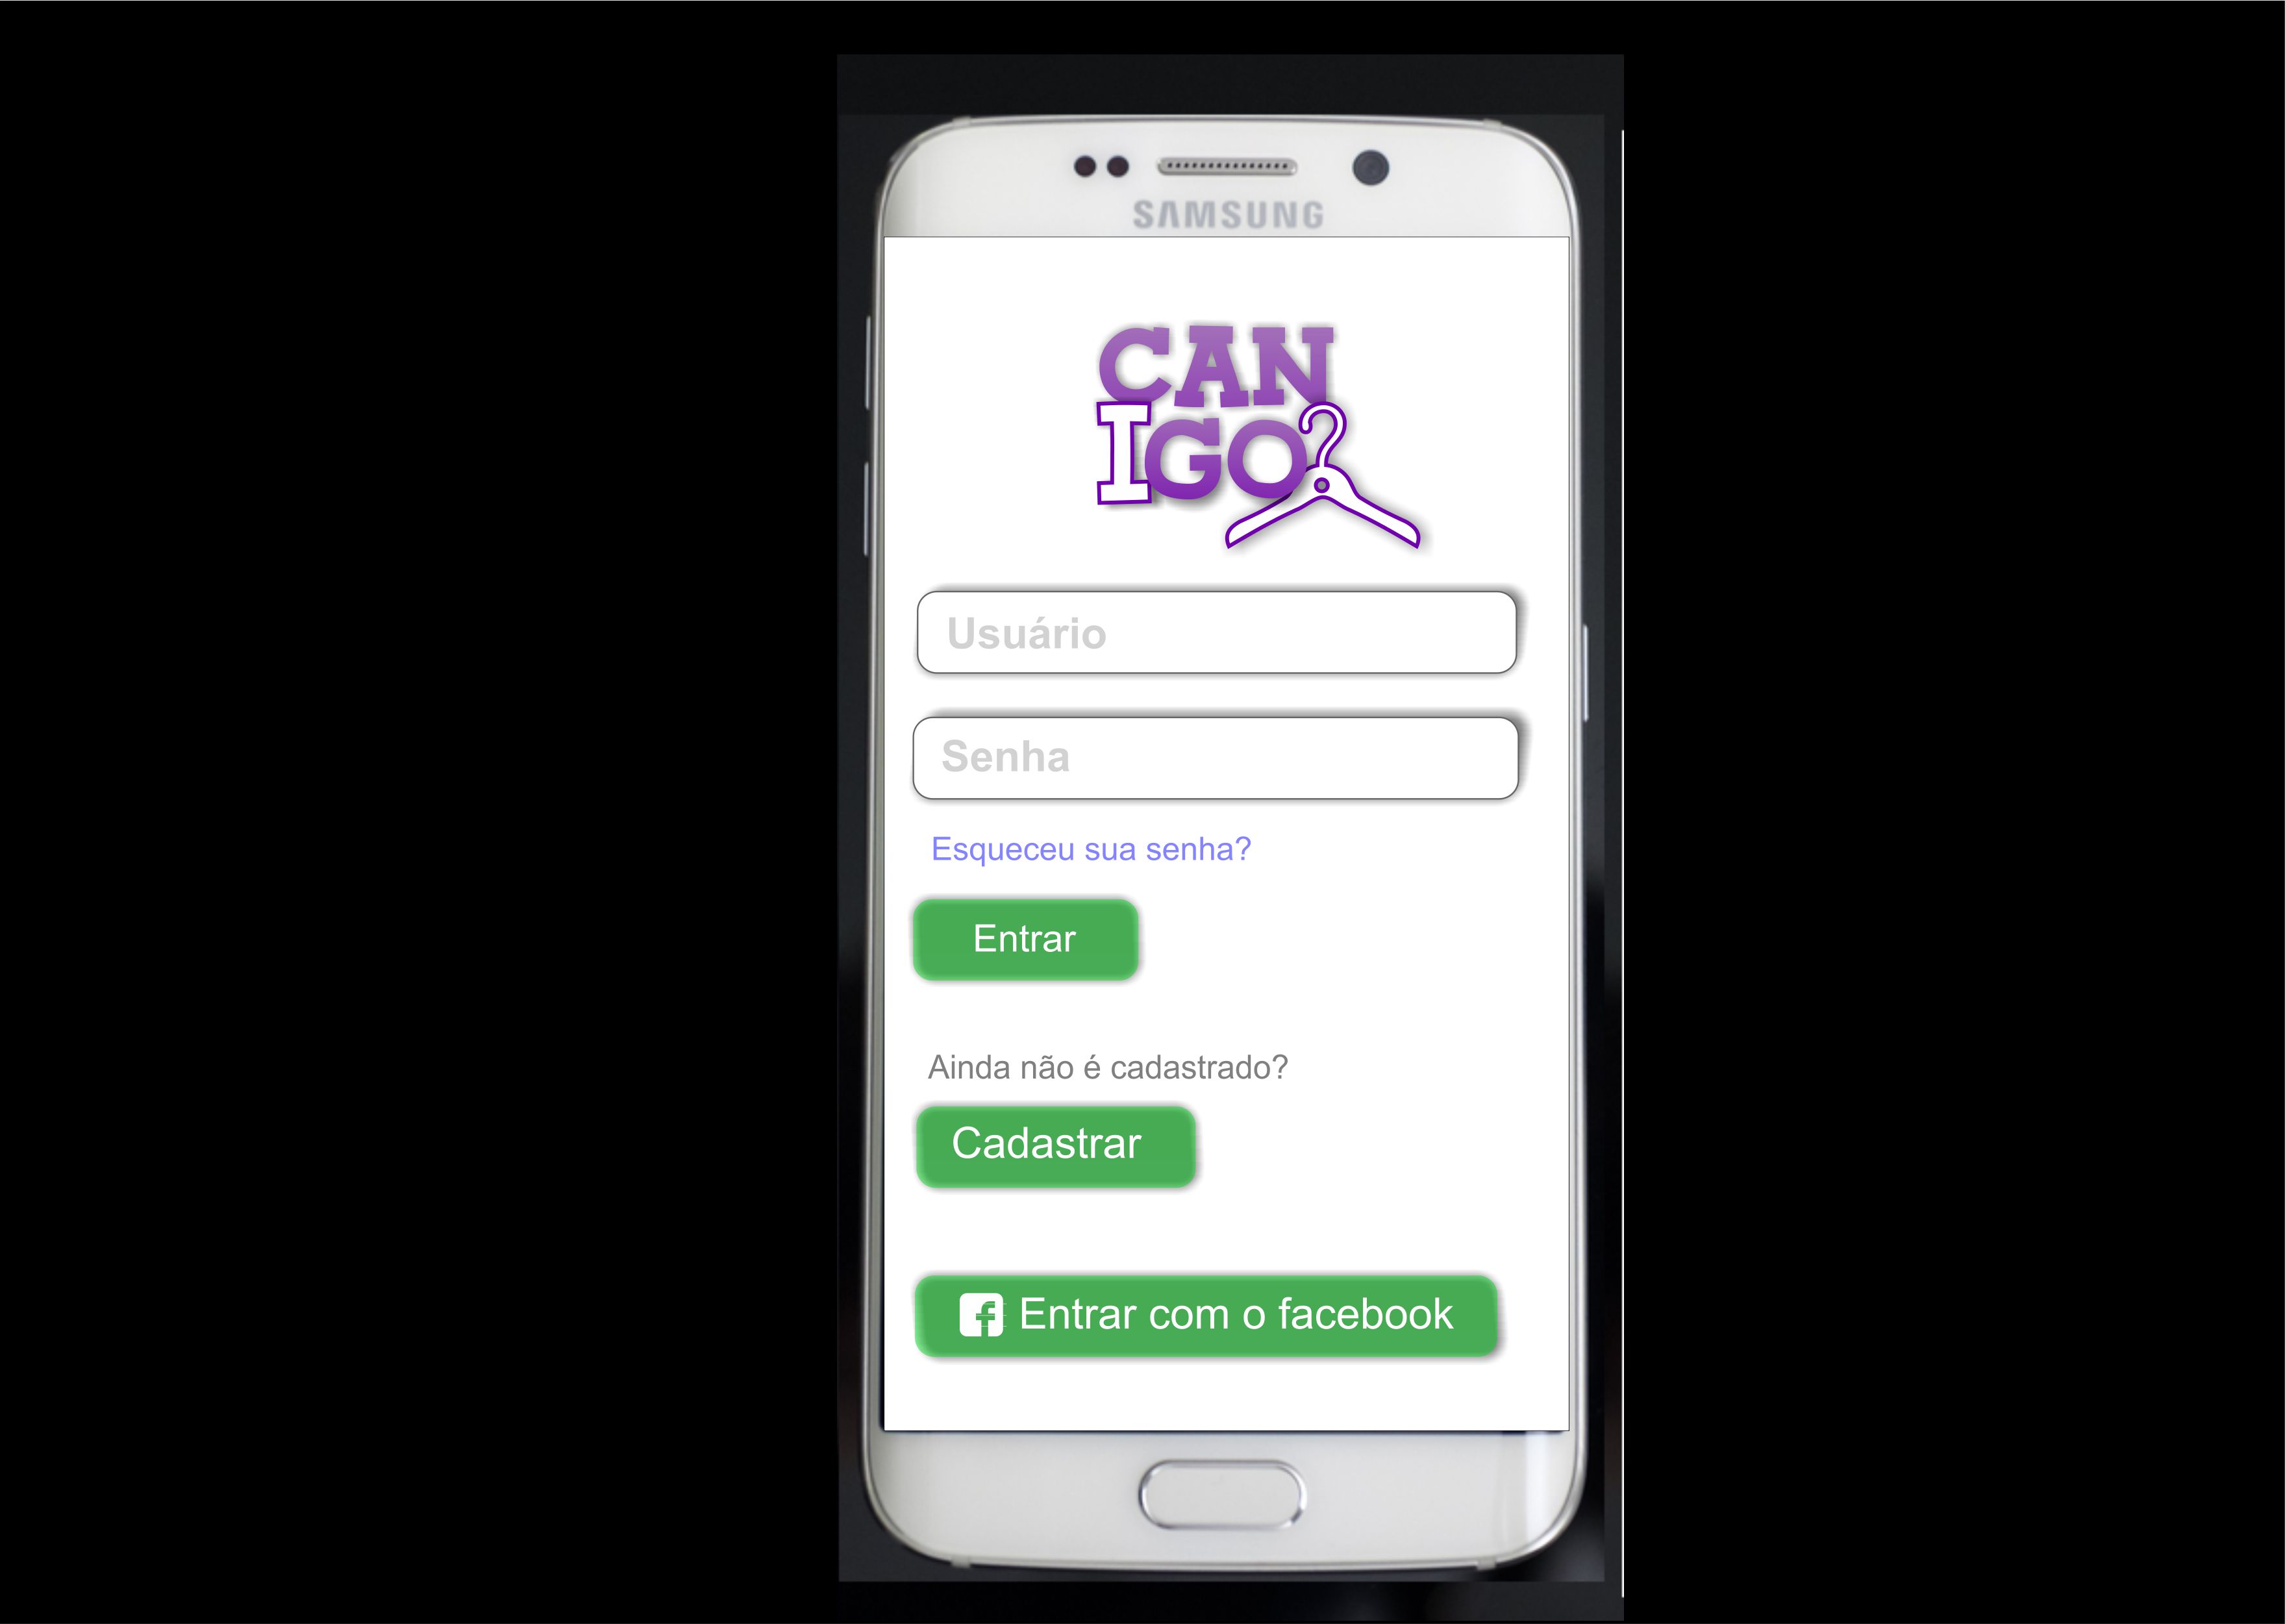 SAMSUNG
CAN
IGO?
Usuário
Senha
Esqueceu sua senha?
Entrar
Ainda não é cadastrado?
Cadastrar
f Entrar com o facebook